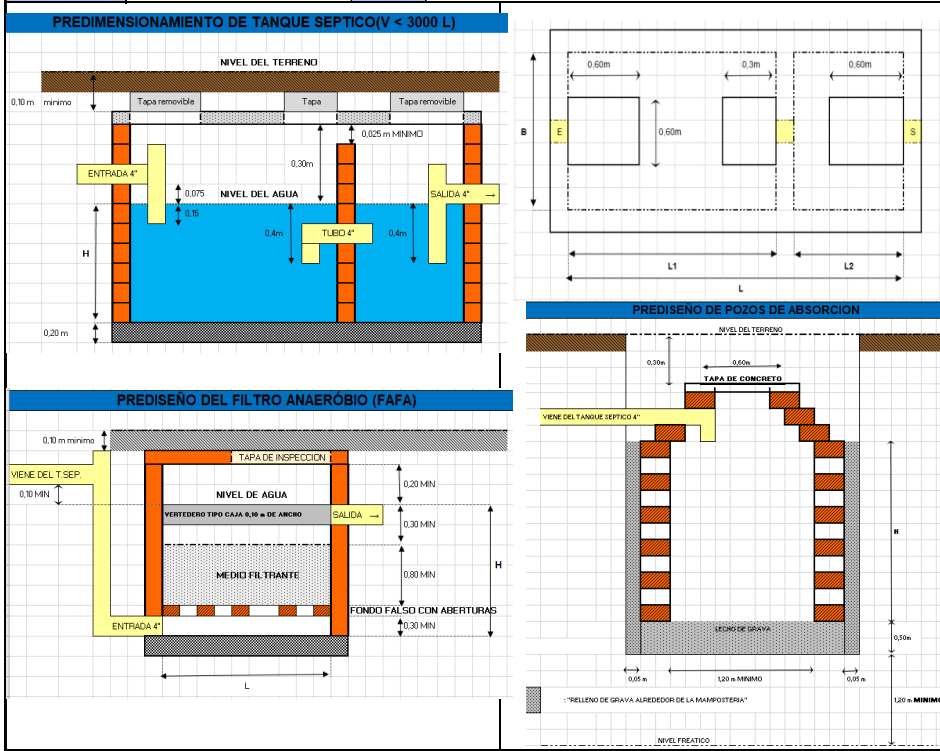 PREDIMENSIONAMIENTO DE TANQUE SEPTICO(V < 3000 L)
NIVEL DEL TERRENO
0,10 m minimo
Tapa removible
Tapa
Tapa removible
0,025 m MINIMO
0,30m
ENTRADA 4"
0.075
NIVEL DEL AGUA
SALIDA 4" →
0,15
0,4m
TUBO 4"
0,4m
H
0,20 m
0,60m
0,3m
0,60m
B
E
0,60m
S
L1
L2
L
PREDISEÑO DEL FILTRO ANAERÓBIO (FAFA)
0,10 m minimo
TAPA DE INSPECCION
VIENE DEL T.SEP.
0,10 MIN
NIVEL DE AGUA
0,20 MIN
VERTEDERO TIPO CAJA 0,10 m DE ANCHO
SALIDA →
0,30 MIN
H
MEDIO FILTRANTE
0,80 MIN
FONDO FALSO CON ABERTURAS
ENTRADA 4"
0,30 MIN
L
PREDISEÑO DE POZOS DE ABSORCION
NIVEL DEL TERRENO
0,30m
0,60m
TAPA DE CONCRETO
VIENE DEL TANQUE SEPTICO 4"
H
LECHO DE GRAVA
0,50m
0,05 m
1,20 m MINIMO
0,05 m
: "RELLENO DE GRAVA ALREDEDOR DE LA MAMPOSTERIA"
1,20 m MINIMO
NIVEL FREATICO